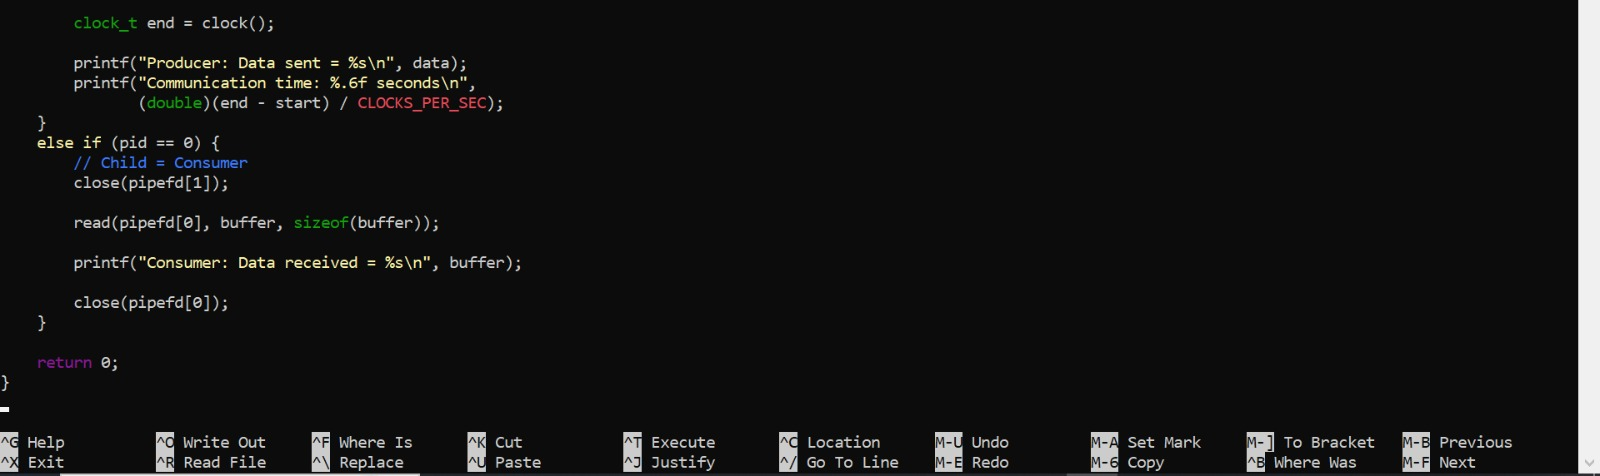 clock_t end = clock();
printf("Producer: Data sent = %s\n", data);
printf("Communication time: %.6f seconds\n",
(double)(end - start) / CLOCKS_PER_SEC);
}
else if (pid == 0) {
// Child = Consumer
close(pipefd[1]);
read(pipefd[0], buffer, sizeof(buffer));
printf("Consumer: Data received = %s\n", buffer);
close(pipefd[0]);
}
return 0;
}
^G Help ^O Write Out ^F Where Is ^K Cut ^T Execute ^C Location M-U Undo M-A Set Mark M-] To Bracket M-B Previous
^X Exit ^R Read File ^\ Replace ^U Paste ^J Justify ^/ Go To Line M-E Redo M-6 Copy ^B Where Was M-F Next